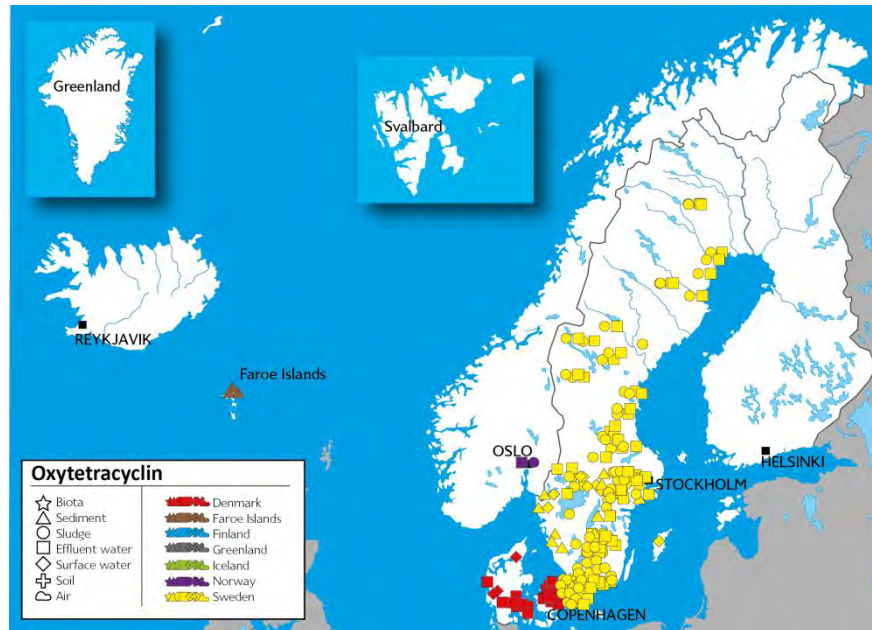 Greenland
Svalbard
REYKJAVIK
Faroe Islands
OSLO
HELSINKI
STOCKHOLM
COPENHAGEN
Oxytetracyclin
Biota
Sediment
Sludge
Effluent water
Surface water
Soil
Air
Denmark
Faroe Islands
Finland
Greenland
Iceland
Norway
Sweden